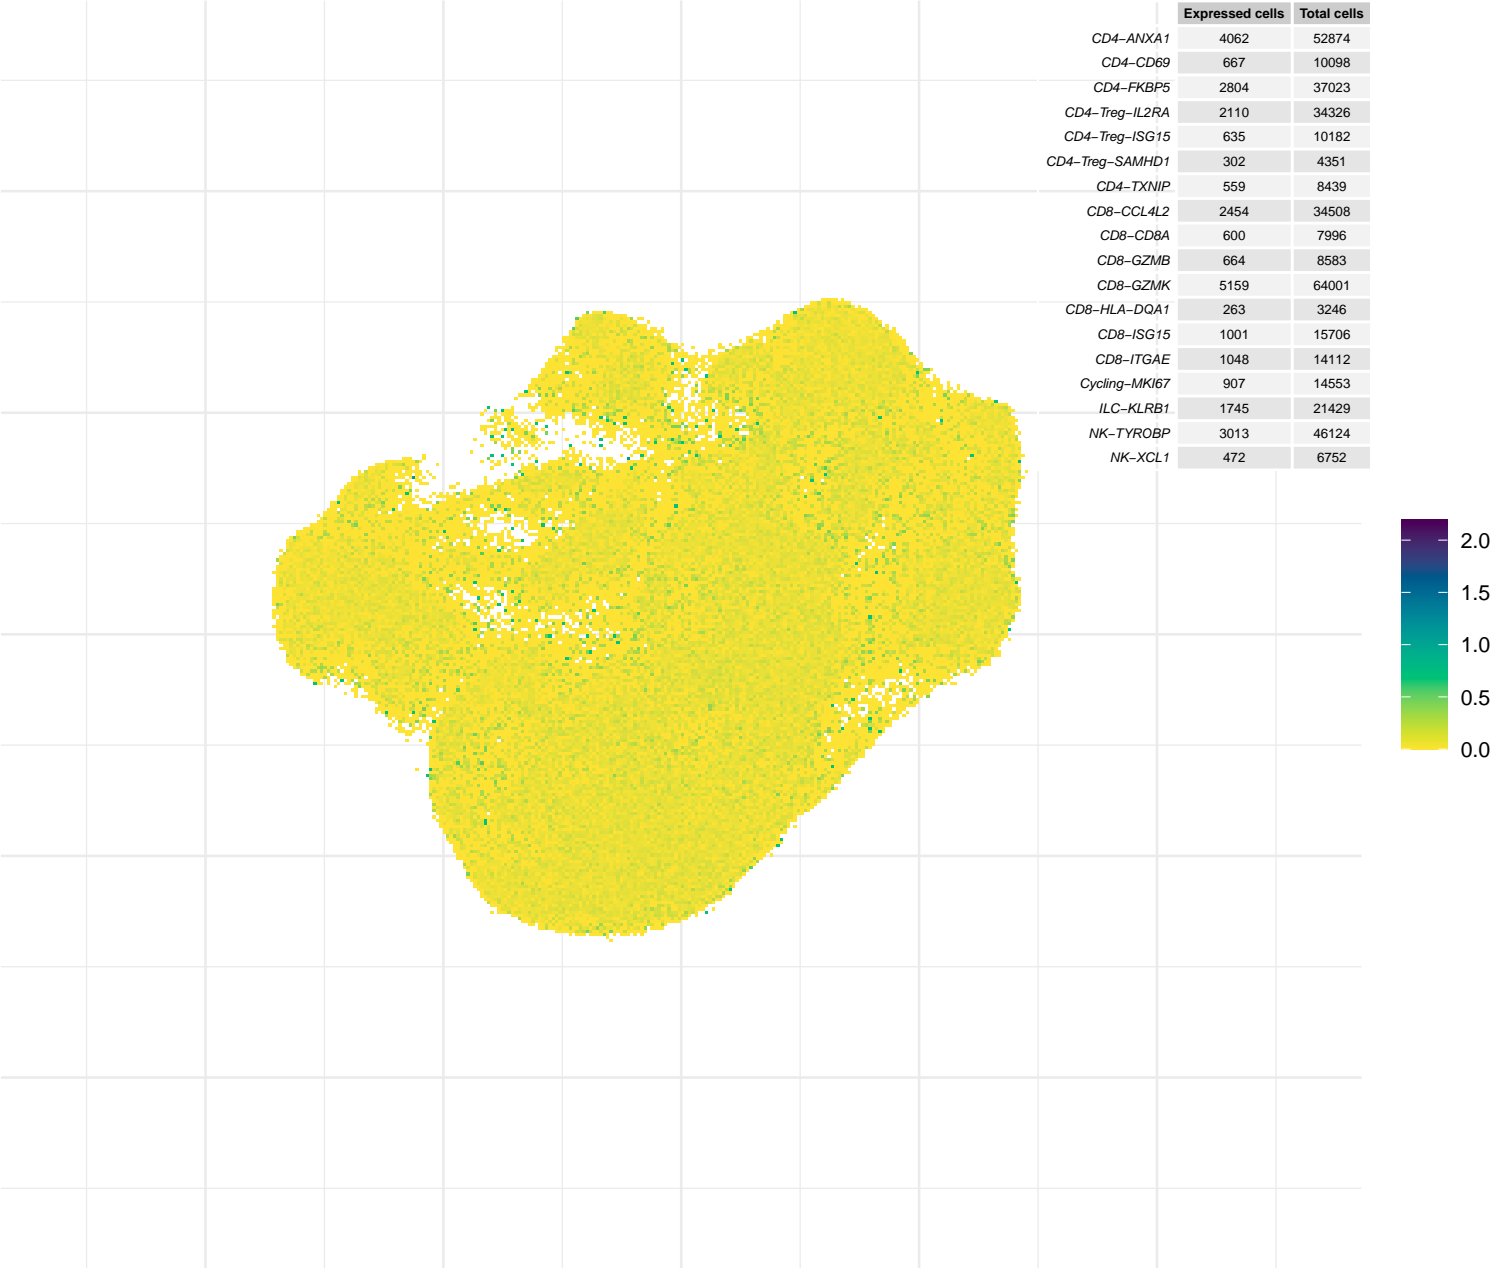 Expressed cells Total cells
CD4−ANXA1 4062 52874
CD4−CD69 667 10098
CD4−FKBP5 2804 37023
CD4−Treg−IL2RA 2110 34326
CD4−Treg−ISG15 635 10182
CD4−Treg−SAMHD1 302 4351
CD4−TXNIP 559 8439
CD8−CCL4L2 2454 34508
CD8−CD8A 600 7996
CD8−GZMB 664 8583
CD8−GZMK 5159 64001
CD8−HLA−DQA1 263 3246
CD8−ISG15 1001 15706
CD8−ITGAE 1048 14112
Cycling−MKI67 907 14553
ILC−KLRB1 1745 21429
NK−TYROBP 3013 46124
NK−XCL1 472 6752
2.0
1.5
1.0
0.5
0.0